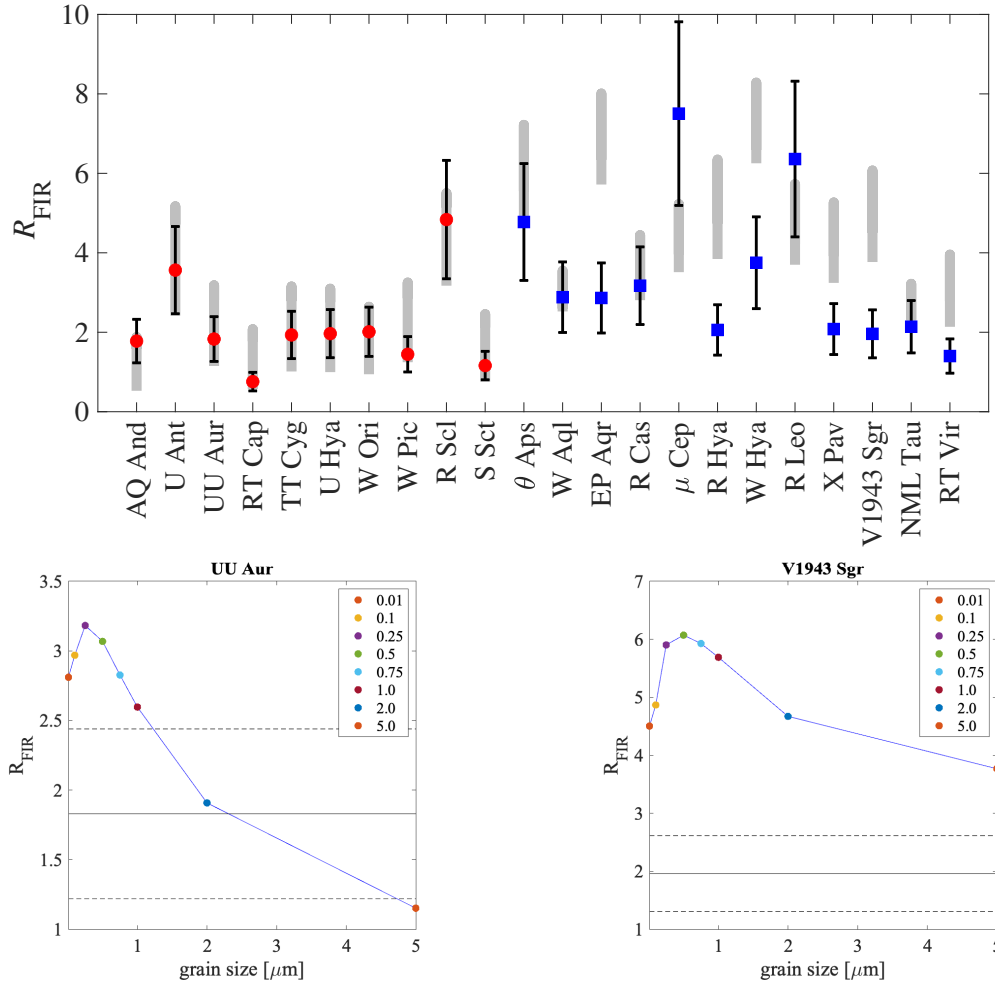 10
8
6
4
2
0
R_FIR
AQ And
U Ant
UU Aur
RT Cap
TT Cyg
U Hya
W Ori
W Pic
R Scl
S Sct
θ Aps
W Aql
EP Aqr
R Cas
μ Cep
R Hya
W Hya
R Leo
X Pav
V1943 Sgr
NML Tau
RT Vir
UU Aur
3.5
3
2.5
2
1.5
1
R_FIR
1 2 3 4 5
grain size [μm]
0.01
0.1
0.25
0.5
0.75
1.0
2.0
5.0
V1943 Sgr
7
6
5
4
3
2
1
R_FIR
1 2 3 4 5
grain size [μm]
0.01
0.1
0.25
0.5
0.75
1.0
2.0
5.0